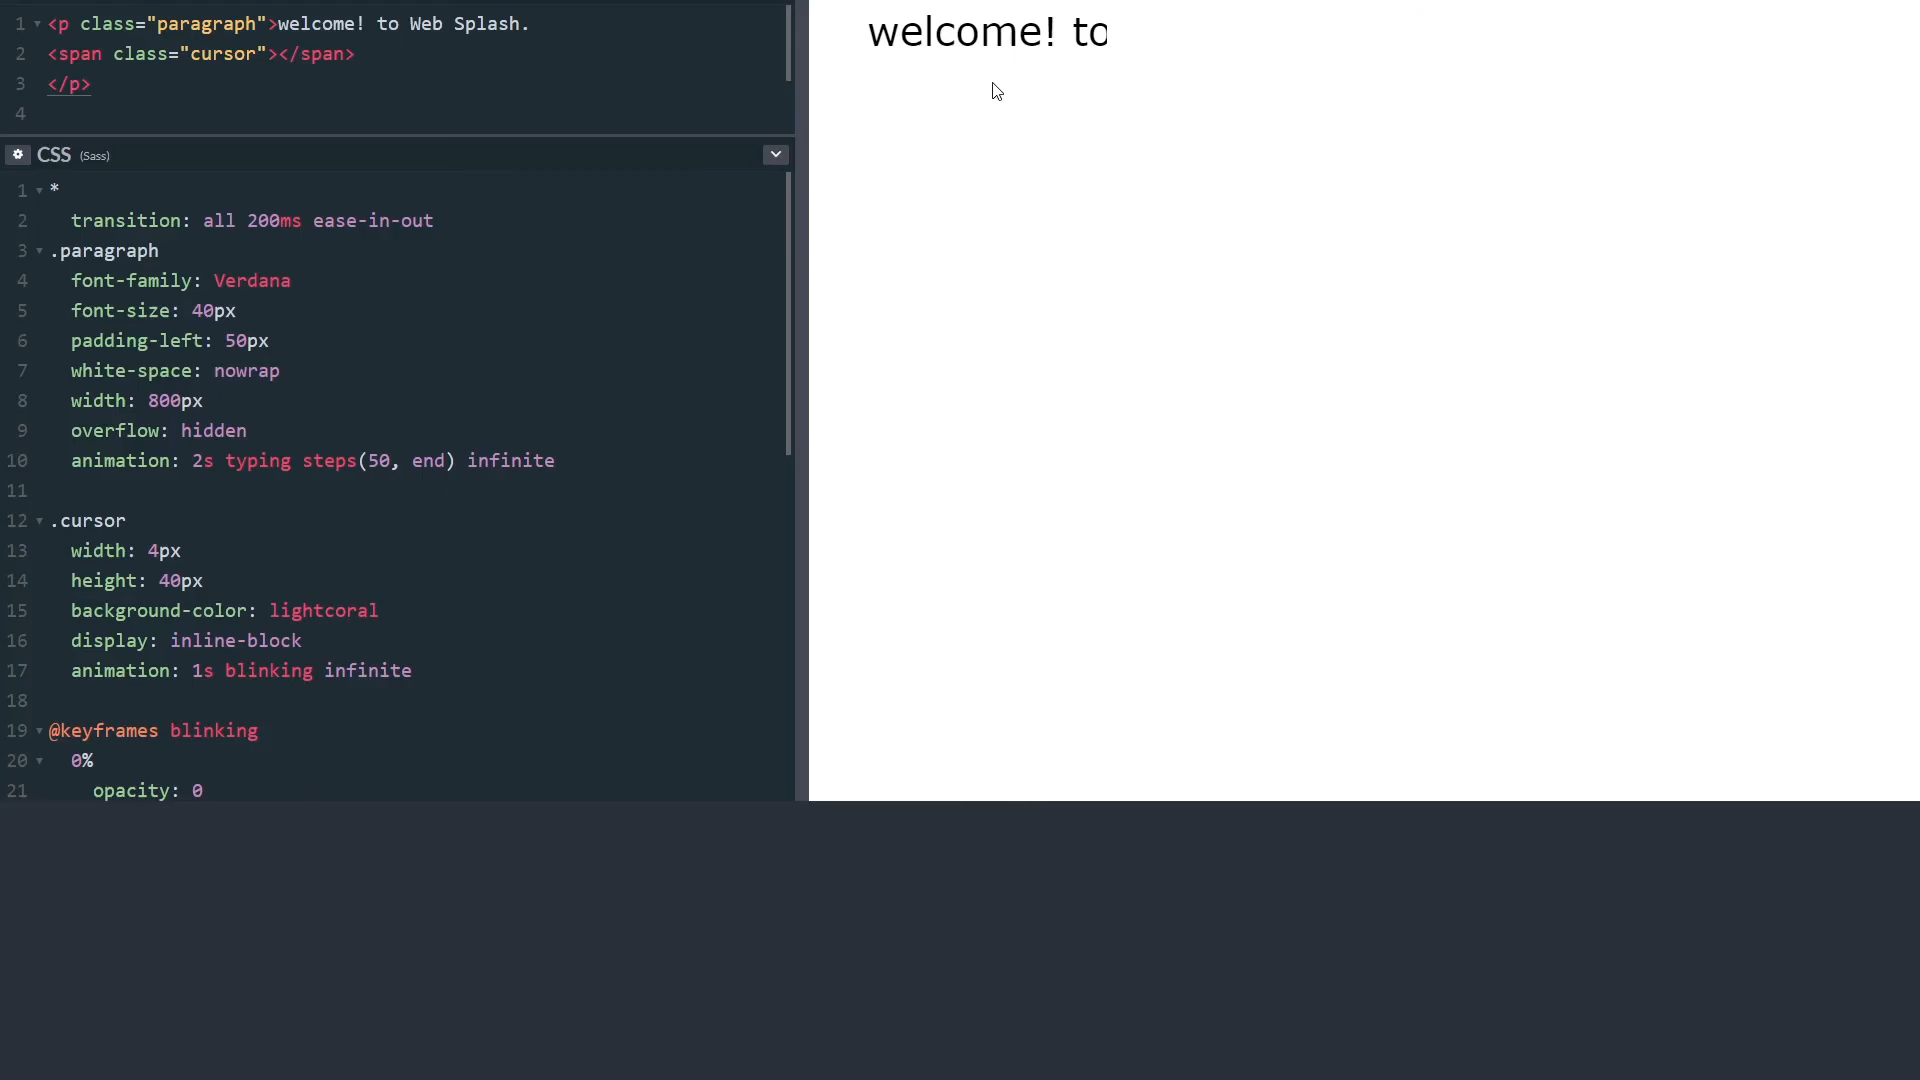 1 <p class="paragraph">welcome! to Web Splash.
2 <span class="cursor"></span>
3 </p>
4
CSS (Sass)
1 *
2 transition: all 200ms ease-in-out
3 .paragraph
4 font-family: Verdana
5 font-size: 40px
6 padding-left: 50px
7 white-space: nowrap
8 width: 800px
9 overflow: hidden
10 animation: 2s typing steps(50, end) infinite
11
12 .cursor
13 width: 4px
14 height: 40px
15 background-color: lightcoral
16 display: inline-block
17 animation: 1s blinking infinite
18
19 @keyframes blinking
20 0%
21 opacity: 0
welcome! to